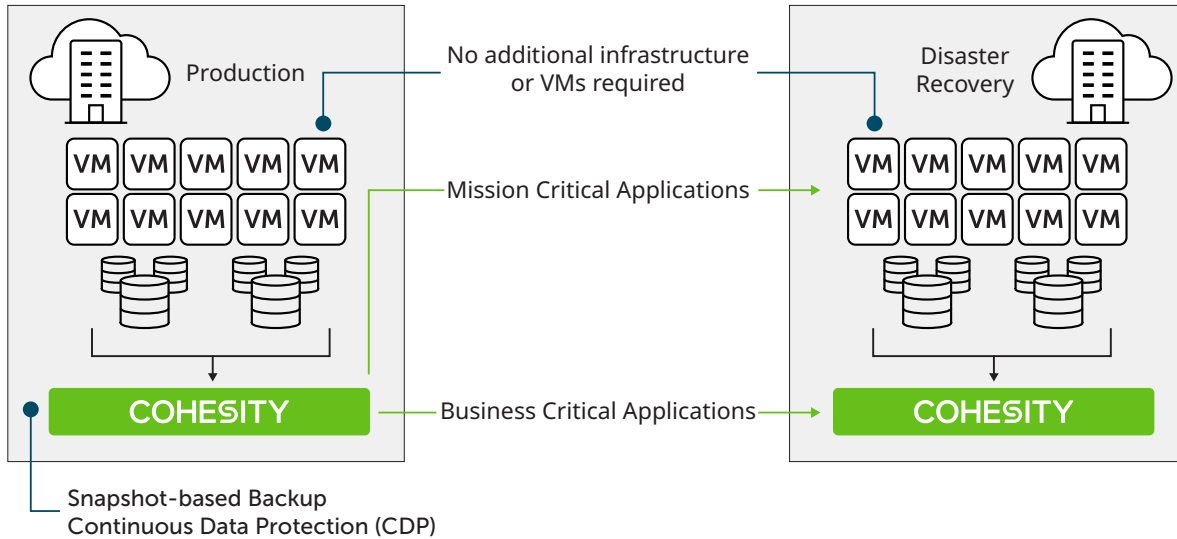 Production
No additional infrastructure
or VMs required
Disaster
Recovery
VM VM VM VM VM
VM VM VM VM VM
VM VM VM VM VM
VM VM VM VM VM
Mission Critical Applications
COHESITY
Business Critical Applications
COHESITY
Snapshot-based Backup
Continuous Data Protection (CDP)